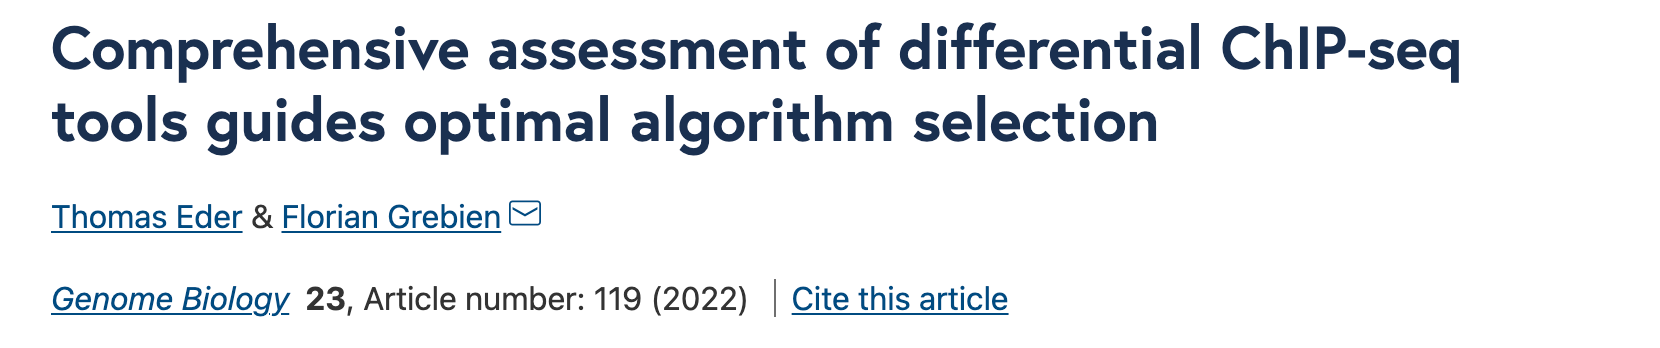 Comprehensive assessment of differential ChIP-seq
tools guides optimal algorithm selection
Thomas Eder & Florian Grebien
Genome Biology 23, Article number: 119 (2022) Cite this article